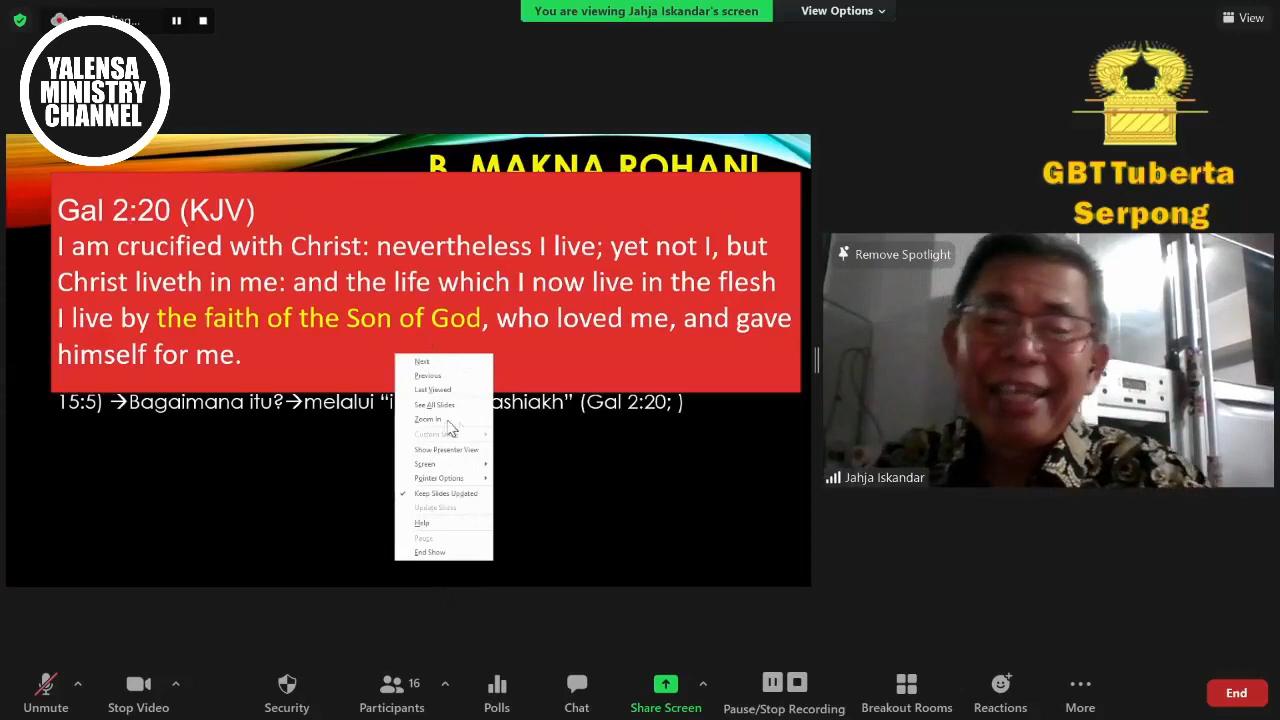 You are viewing Jahja Iskandar's screen
View Options
View
YALENSA
MINISTRY
CHANNEL
GBT Tuberta
Serpong
B. MAKNA ROHANI
Gal 2:20 (KJV)
I am crucified with Christ: nevertheless I live; yet not I, but
Christ liveth in me: and the life which I now live in the flesh
I live by the faith of the Son of God, who loved me, and gave
himself for me.
15:5) →Bagaimana itu?→melalui “i ashiakh” (Gal 2:20; )
Next
Previous
Last Viewed
See All Slides
Zoom In
Custom
Show Presenter View
Screen
Pointer Options
Keep Slides Updated
Update Slides
Help
Pause
End Show
Remove Spotlight
Jahja Iskandar
Unmute
Stop Video
Security
16
Participants
Polls
Chat
Share Screen
Pause/Stop Recording
Breakout Rooms
Reactions
More
End